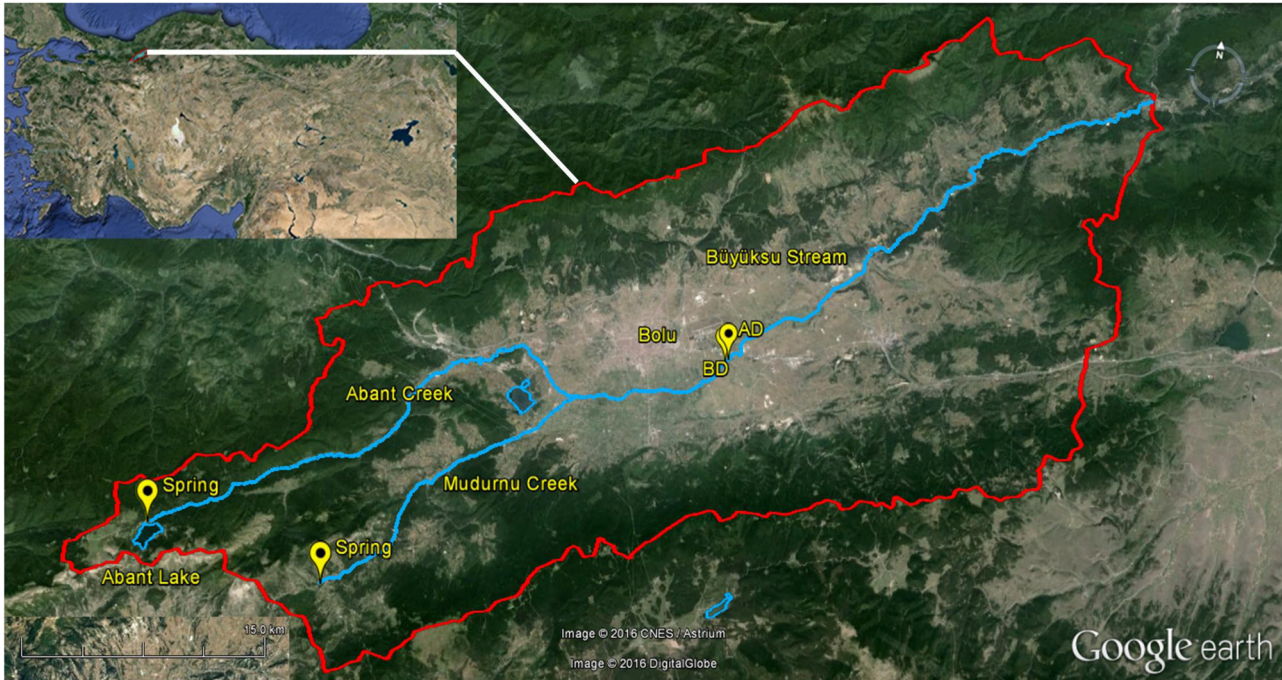 N
Büyüksu Stream
AD
Bolu
BD
Abant Creek
Mudurnu Creek
Spring
Spring
Abant Lake
15.0 km
Image © 2016 CNES / Astrium
Image © 2016 DigitalGlobe
Google earth